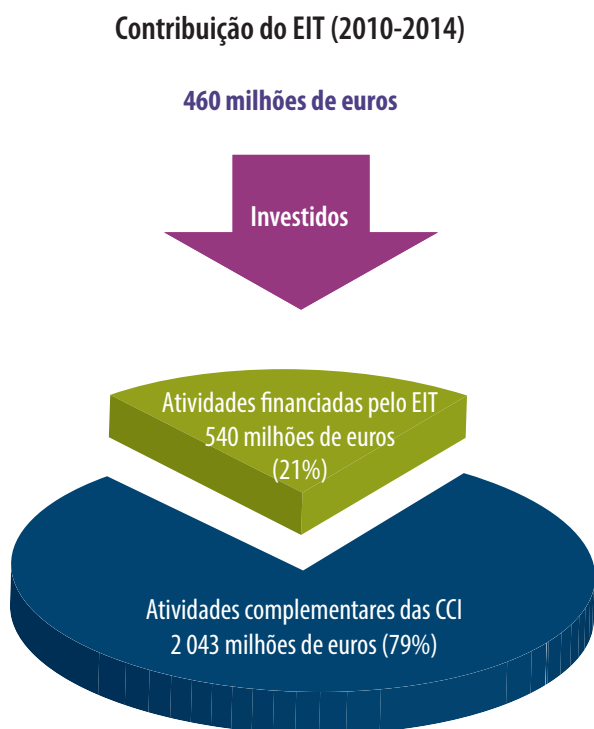 Contribuição do EIT (2010-2014)
460 milhões de euros
Investidos
Atividades financiadas pelo EIT
540 milhões de euros
(21%)
Atividades complementares das CCI
2 043 milhões de euros (79%)